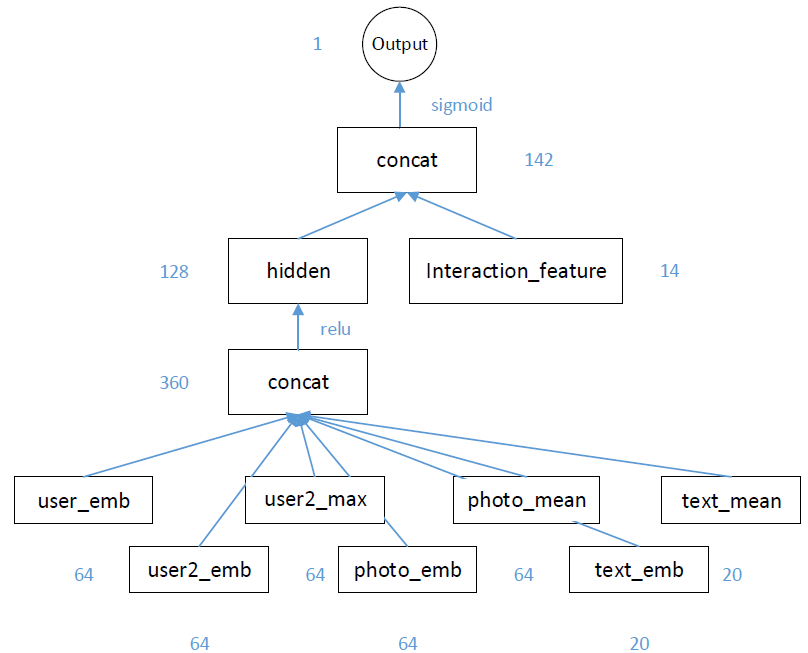 1
Output
sigmoid
concat
142
128
hidden
Interaction_feature
14
relu
360
concat
user_emb
user2_max
photo_mean
text_mean
64
user2_emb
64
photo_emb
64
text_emb
20
64
64
20